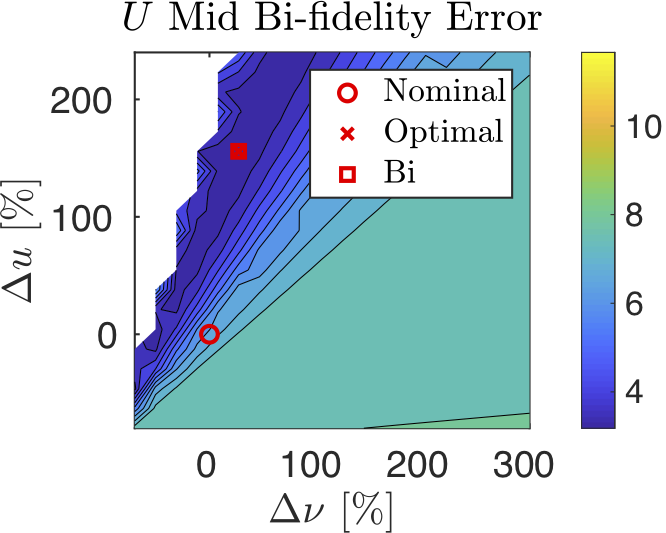 U Mid Bi-fidelity Error
200
100
0
Δu [%]
Nominal
Optimal
Bi
10
8
6
4
0 100 200 300
Δν [%]